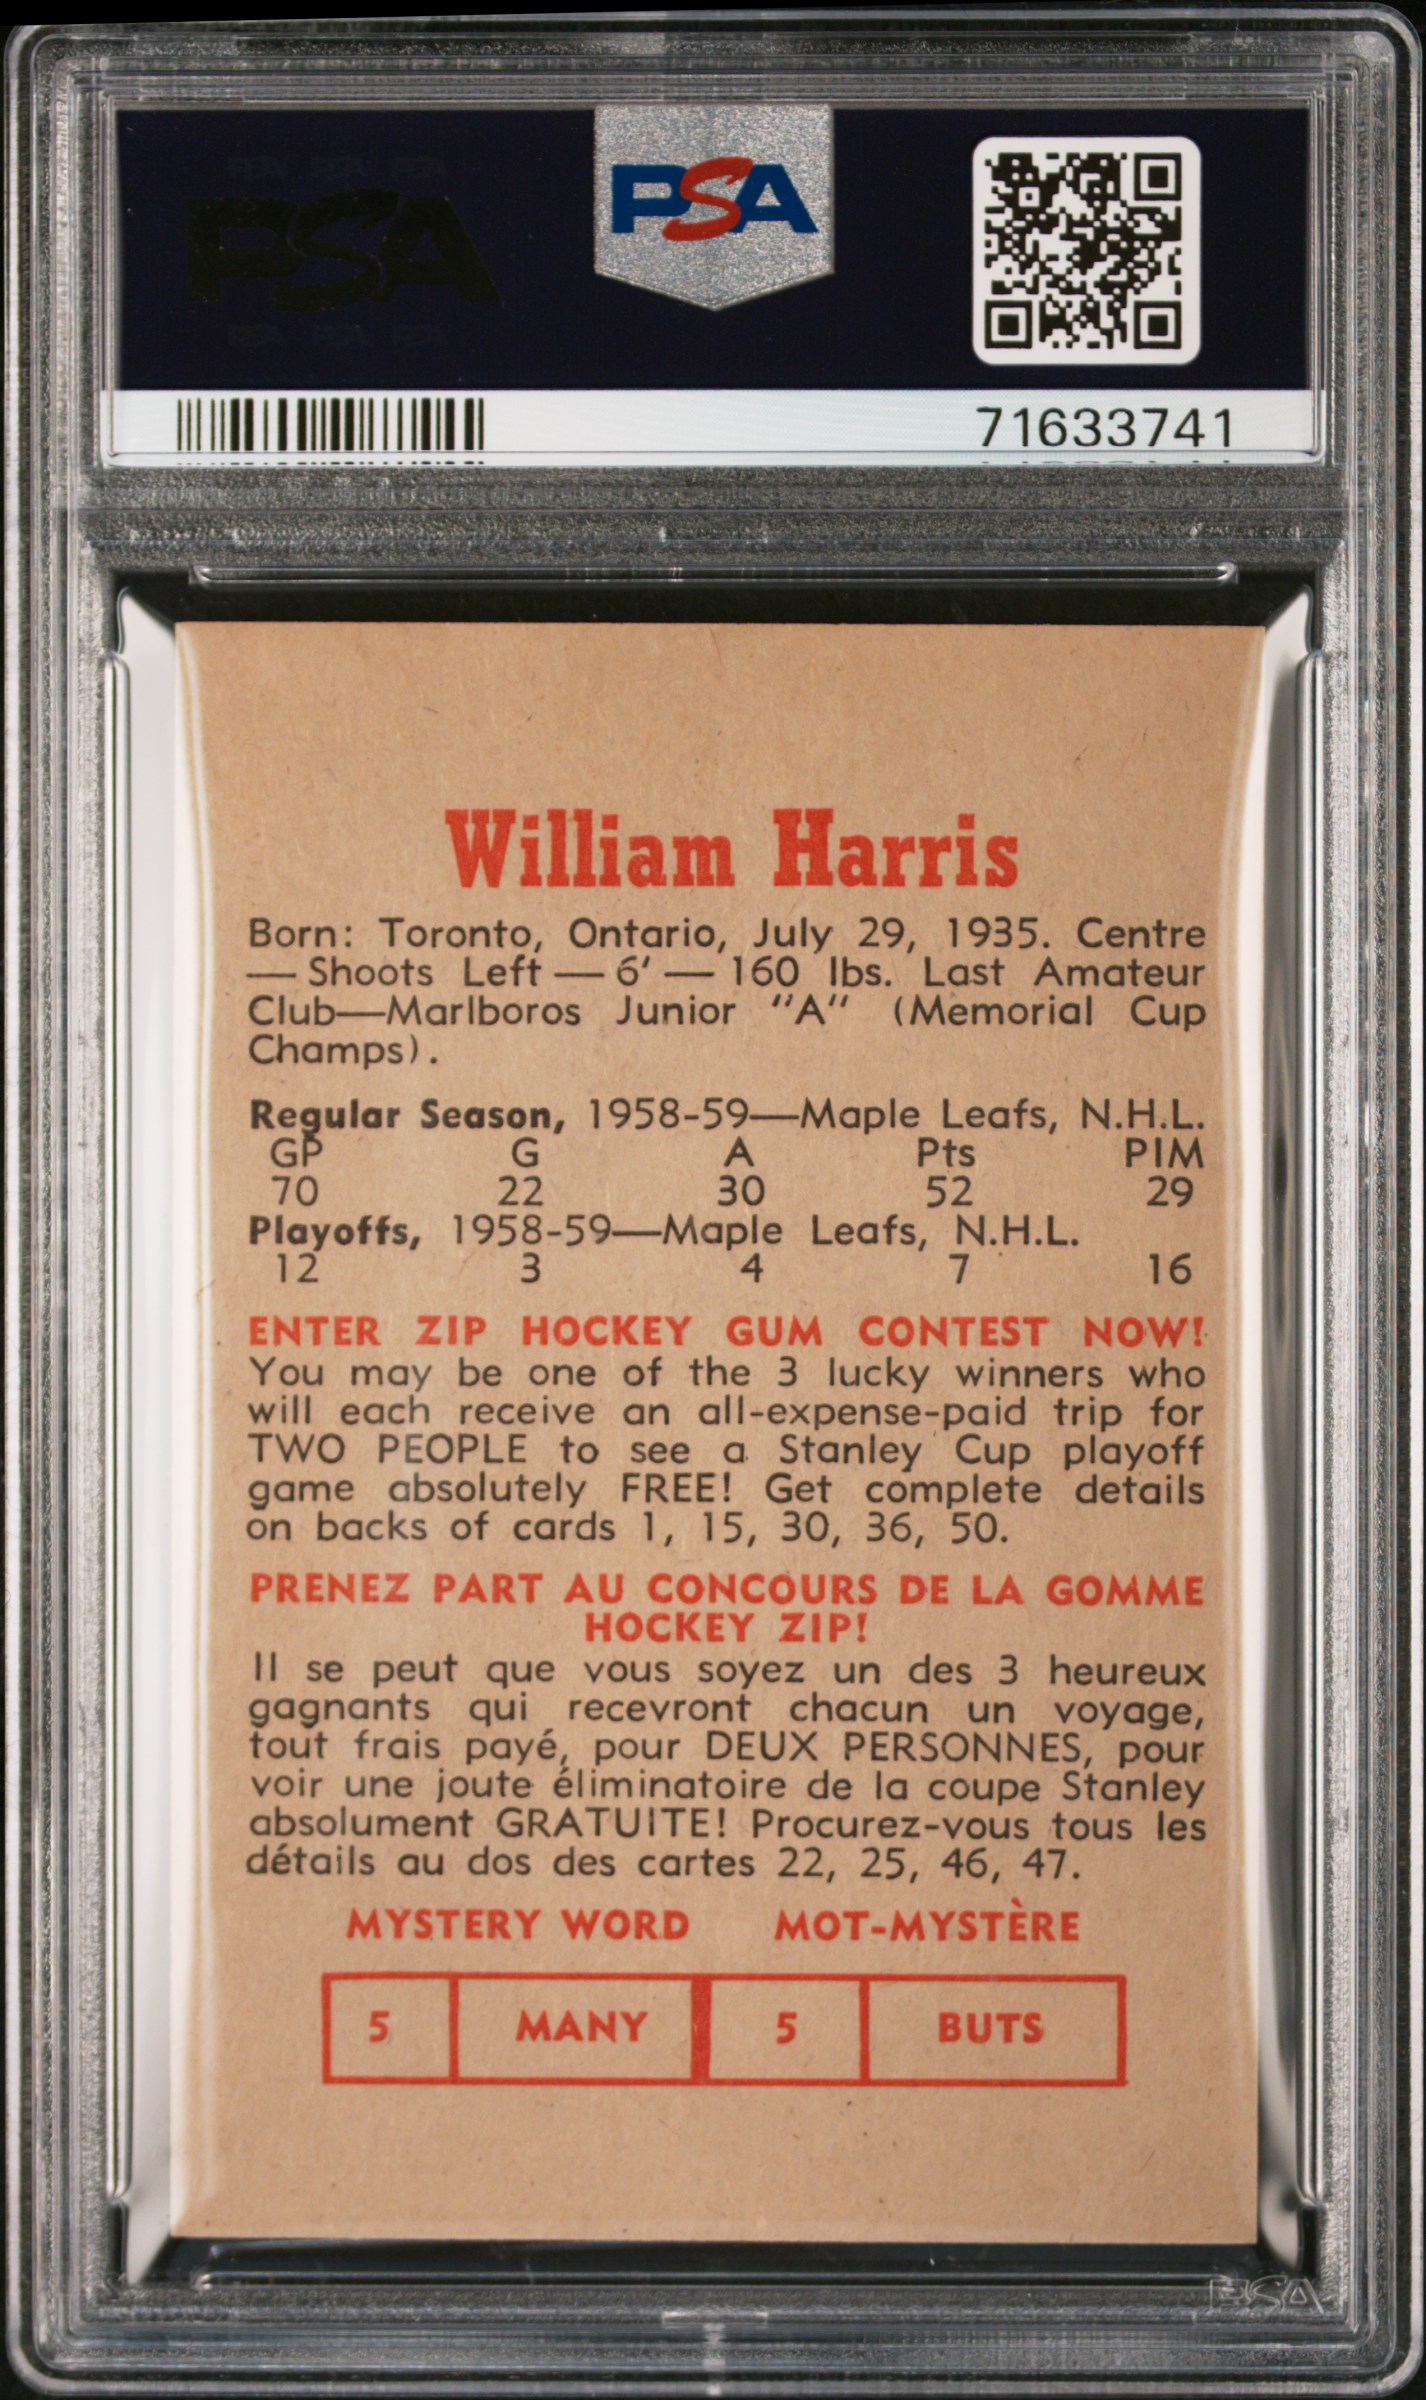 PSA PSA PSA
PSA
PSA PSA PSA
PSA
71633741
William Harris
Born: Toronto, Ontario, July 29, 1935. Centre
— Shoots Left — 6' — 160 lbs. Last Amateur
Club—Marlboros Junior "A" (Memorial Cup
Champs).
Regular Season, 1958-59—Maple Leafs, N.H.L.
GP G A Pts PIM
70 22 30 52 29
Playoffs, 1958-59—Maple Leafs, N.H.L.
12 3 4 7 16
ENTER ZIP HOCKEY GUM CONTEST NOW!
You may be one of the 3 lucky winners who
will each receive an all-expense-paid trip for
TWO PEOPLE to see a Stanley Cup playoff
game absolutely FREE! Get complete details
on backs of cards 1, 15, 30, 36, 50.
PRENEZ PART AU CONCOURS DE LA GOMME
HOCKEY ZIP!
Il se peut que vous soyez un des 3 heureux
gagnants qui recevront chacun un voyage,
tout frais payé, pour DEUX PERSONNES, pour
voir une joute éliminatoire de la coupe Stanley
absolument GRATUITE! Procurez-vous tous les
détails au dos des cartes 22, 25, 46, 47.
MYSTERY WORD MOT-MYSTÈRE
5 MANY 5 BUTS
PSA